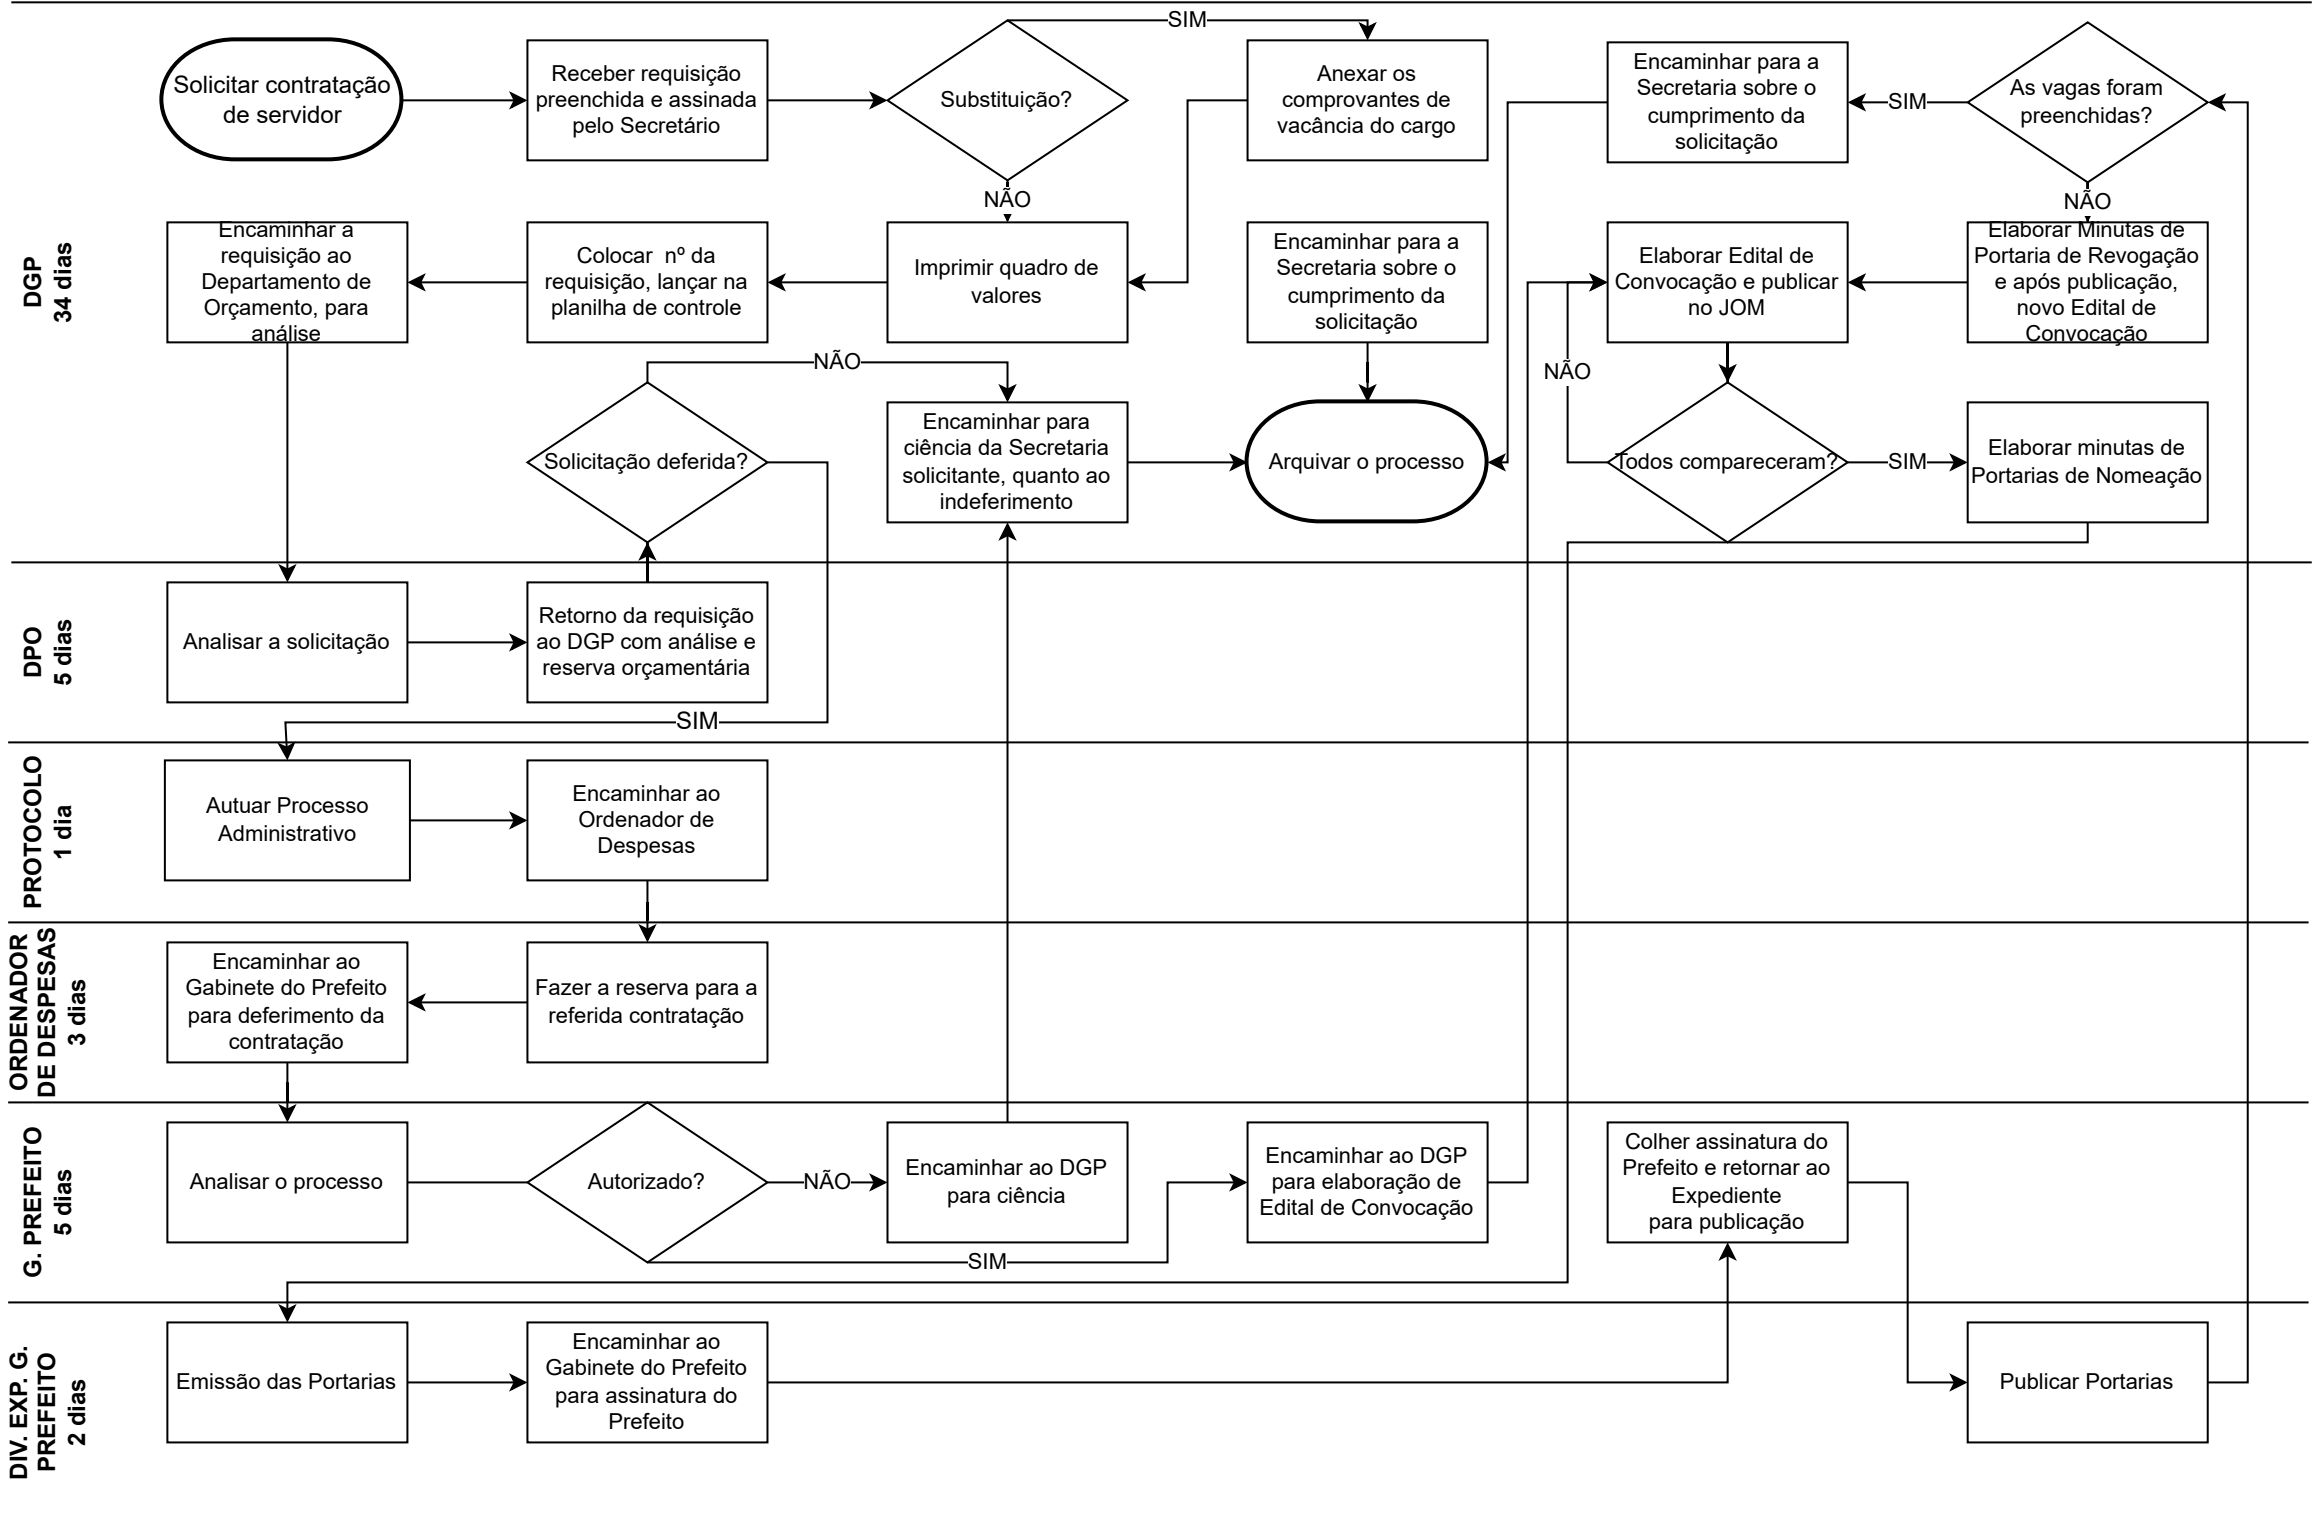 SIM
Solicitar contratação
de servidor
Receber requisição
preenchida e assinada
pelo Secretário
Substituição?
Anexar os
comprovantes de
vacância do cargo
Encaminhar para a
Secretaria sobre o
cumprimento da
solicitação
SIM
As vagas foram
preenchidas?
NÃO
NÃO
DGP
34 dias
Encaminhar a
requisição ao
Departamento de
Orçamento, para
análise
Colocar  nº da
requisição, lançar na
planilha de controle
Imprimir quadro de
valores
Encaminhar para a
Secretaria sobre o
cumprimento da
solicitação
Elaborar Edital de
Convocação e publicar
no JOM
Elaborar Minutas de
Portaria de Revogação
e após publicação,
novo Edital de
Convocação
NÃO
NÃO
Solicitação deferida?
Encaminhar para
ciência da Secretaria
solicitante, quanto ao
indeferimento
Arquivar o processo
Todos compareceram?
SIM
Elaborar minutas de
Portarias de Nomeação
DPO
5 dias
Analisar a solicitação
Retorno da requisição
ao DGP com análise e
reserva orçamentária
SIM
PROTOCOLO
1 dia
Autuar Processo
Administrativo
Encaminhar ao
Ordenador de
Despesas
ORDENADOR
DE DESPESAS
3 dias
Encaminhar ao
Gabinete do Prefeito
para deferimento da
contratação
Fazer a reserva para a
referida contratação
G. PREFEITO
5 dias
Analisar o processo
Autorizado?
NÃO
Encaminhar ao DGP
para ciência
Encaminhar ao DGP
para elaboração de
Edital de Convocação
Colher assinatura do
Prefeito e retornar ao
Expediente
para publicação
SIM
DIV. EXP. G.
PREFEITO
2 dias
Emissão das Portarias
Encaminhar ao
Gabinete do Prefeito
para assinatura do
Prefeito
Publicar Portarias